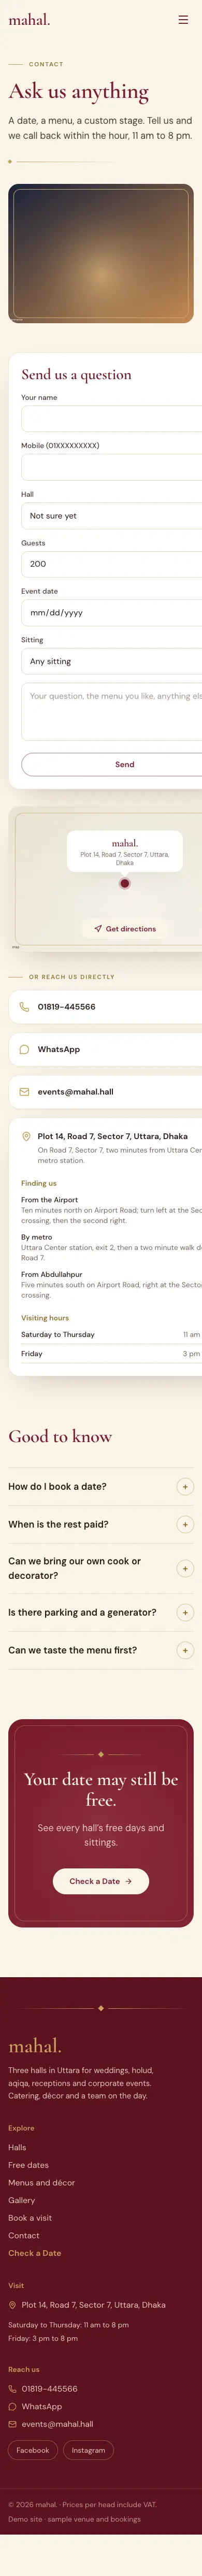 mahal.
CONTACT
Ask us anything
A date, a menu, a custom stage. Tell us and
we call back within the hour, 11 am to 8 pm.
Send us a question
Your name
Mobile (01XXXXXXXXX)
Hall
Not sure yet
Guests
200
Event date
mm/dd/yyyy
Sitting
Any sitting
Your question, the menu you like, anything els
Send
mahal.
Plot 14, Road 7, Sector 7, Uttara,
Dhaka
Get directions
OR REACH US DIRECTLY
01819-445566
WhatsApp
events@mahal.hall
Plot 14, Road 7, Sector 7, Uttara, Dhaka
On Road 7, Sector 7, two minutes from Uttara Cen
metro station.
Finding us
From the Airport
Ten minutes north on Airport Road; turn left at the Sec
crossing, then the second right.
By metro
Uttara Center station, exit 2, then a two minute walk do
Road 7.
From Abdullahpur
Five minutes south on Airport Road, right at the Sector
crossing.
Visiting hours
Saturday to Thursday 11 am
Friday 3 pm
Good to know
How do I book a date?
When is the rest paid?
Can we bring our own cook or
decorator?
Is there parking and a generator?
Can we taste the menu first?
Your date may still be
free.
See every hall's free days and
sittings.
Check a Date
mahal.
Three halls in Uttara for weddings, holud,
aqiqa, receptions and corporate events.
Catering, décor and a team on the day.
Explore
Halls
Free dates
Menus and décor
Gallery
Book a visit
Contact
Check a Date
Visit
Plot 14, Road 7, Sector 7, Uttara, Dhaka
Saturday to Thursday: 11 am to 8 pm
Friday: 3 pm to 8 pm
Reach us
01819-445566
WhatsApp
events@mahal.hall
Facebook Instagram
© 2026 mahal. · Prices per head include VAT.
Demo site · sample venue and bookings